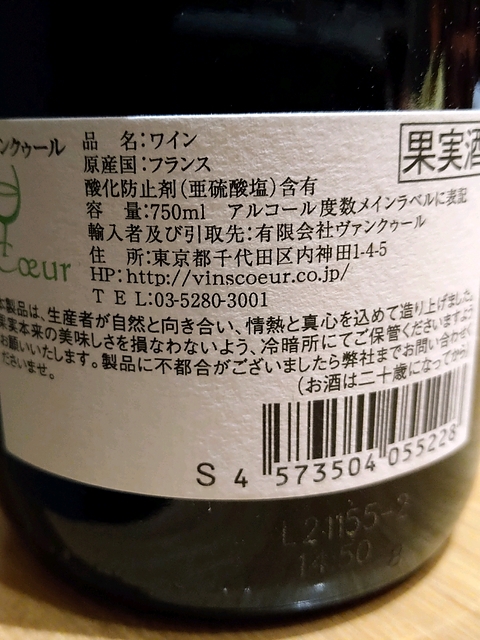 ンクゥール
果実酒
品 名:ワイン
原産国:フランス
酸化防止剤(亜硫酸塩)含有
容 量:750ml アルコール度数メインラベルに表記
輸入者及び引取先:有限会社ヴァンクゥール
住 所:東京都千代田区内神田1-4-5
HP:http://vinscoeur.co.jp/
TEL:03-5280-3001
cœur
本製品は、生産者が自然と向き合い、情熱と真心を込めて造り上げました。
果実本来の美味しさを損なわないよう、冷暗所にてご保管くださいますよう
お願いいたします。製品に不都合がございましたら弊社までお問い合わせ
ださいませ。
(お酒は二十歳になってから)
S 4 573504 055228
L21155-2
14:50